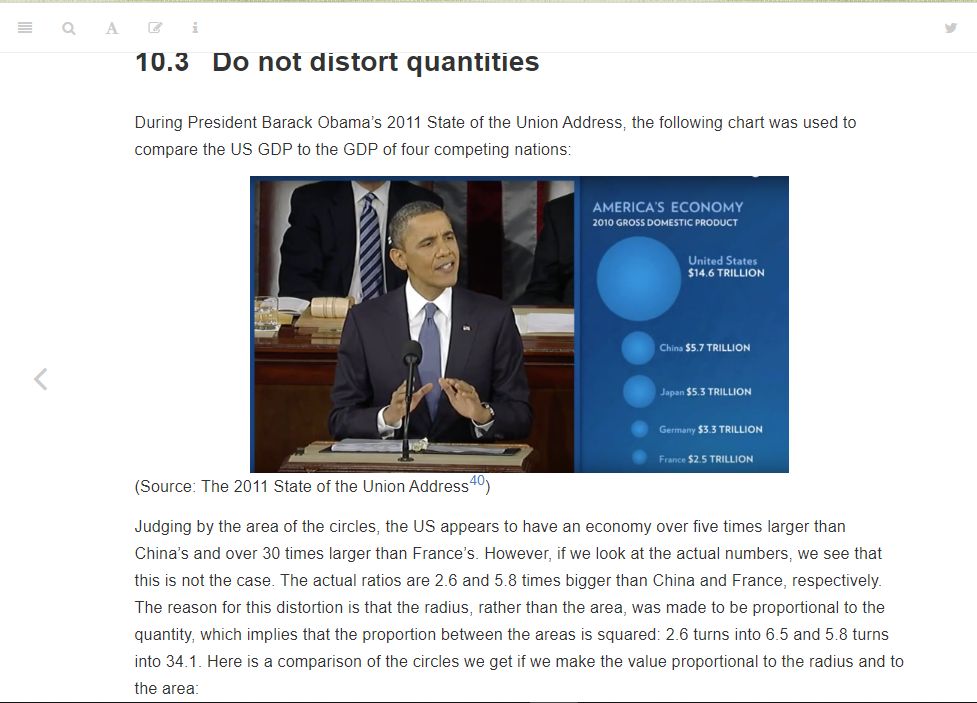 10.3 Do not distort quantities
During President Barack Obama's 2011 State of the Union Address, the following chart was used to
compare the US GDP to the GDP of four competing nations:
AMERICA'S ECONOMY
2010 GROSS DOMESTIC PRODUCT
United States
$14.6 TRILLION
China $5.7 TRILLION
Japan $5.3 TRILLION
Germany $3.3 TRILLION
France $2.5 TRILLION
(Source: The 2011 State of the Union Address40)
Judging by the area of the circles, the US appears to have an economy over five times larger than
China's and over 30 times larger than France's. However, if we look at the actual numbers, we see that
this is not the case. The actual ratios are 2.6 and 5.8 times bigger than China and France, respectively.
The reason for this distortion is that the radius, rather than the area, was made to be proportional to the
quantity, which implies that the proportion between the areas is squared: 2.6 turns into 6.5 and 5.8 turns
into 34.1. Here is a comparison of the circles we get if we make the value proportional to the radius and to
the area: